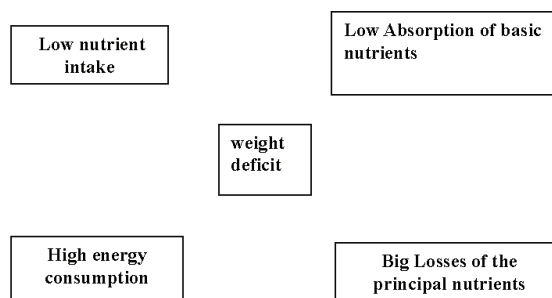 Low nutrient
intake
Low Absorption of basic
nutrients
weight
deficit
High energy
consumption
Big Losses of the
principal nutrients